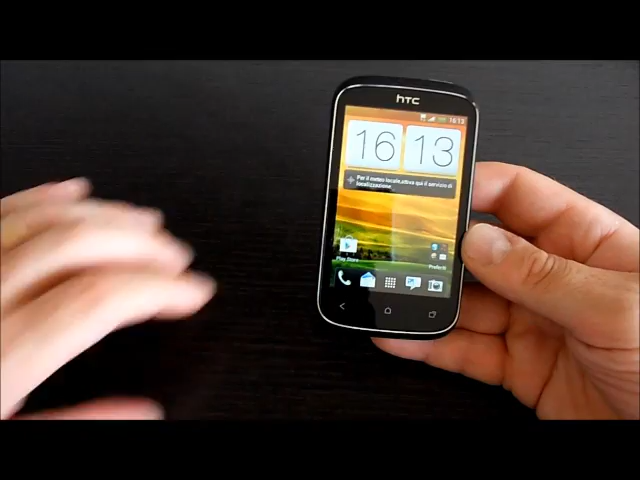 hTC
16:13
16 13
Per il meteo locale,attiva qui il servizio di
localizzazione.
Play Store
Preferiti